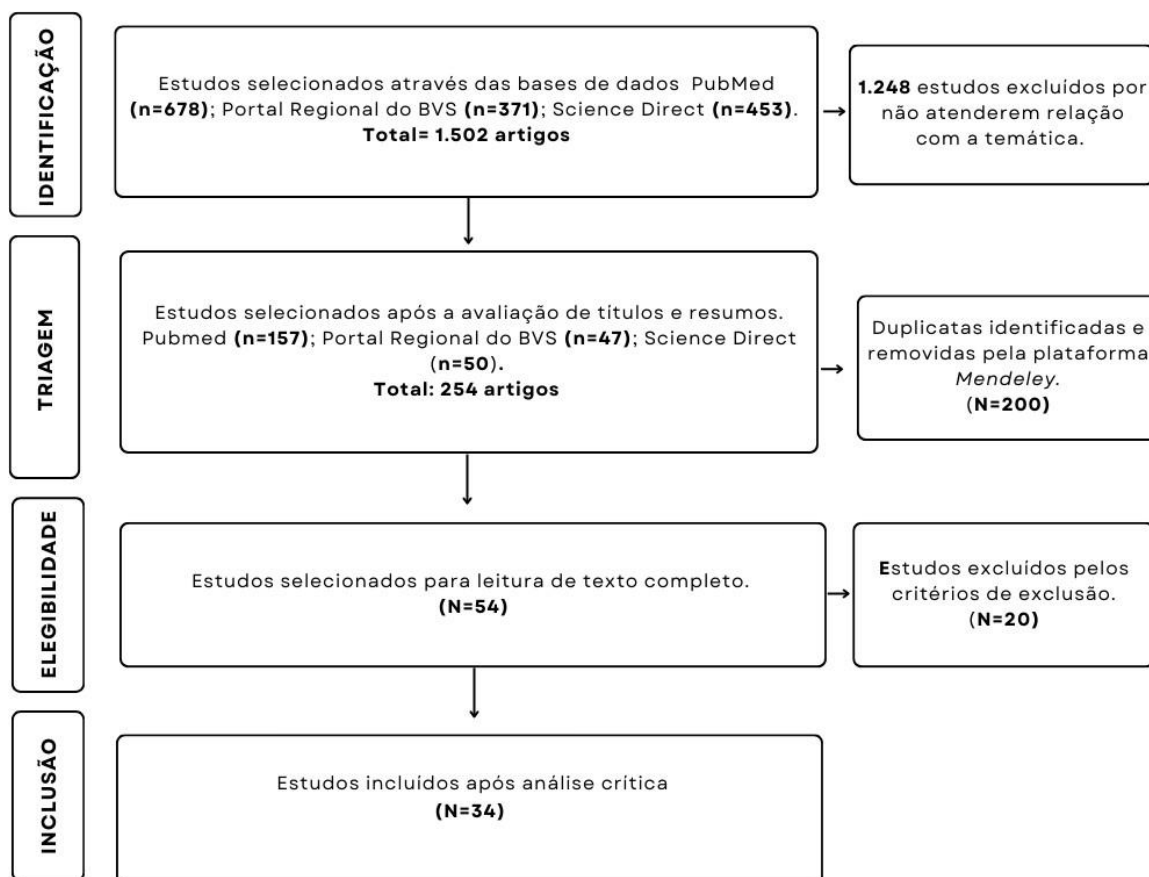 IDENTIFICAÇÃO
Estudos selecionados através das bases de dados PubMed
(n=678); Portal Regional do BVS (n=371); Science Direct (n=453).
Total= 1.502 artigos
1.248 estudos excluídos por
não atenderem relação
com a temática.
TRIAGEM
Estudos selecionados após a avaliação de títulos e resumos.
Pubmed (n=157); Portal Regional do BVS (n=47); Science Direct
(n=50).
Total: 254 artigos
Duplicatas identificadas e
removidas pela plataforma
Mendeley.
(N=200)
ELEGIBILIDADE
Estudos selecionados para leitura de texto completo.
(N=54)
Estudos excluídos pelos
critérios de exclusão.
(N=20)
INCLUSÃO
Estudos incluídos após análise crítica
(N=34)